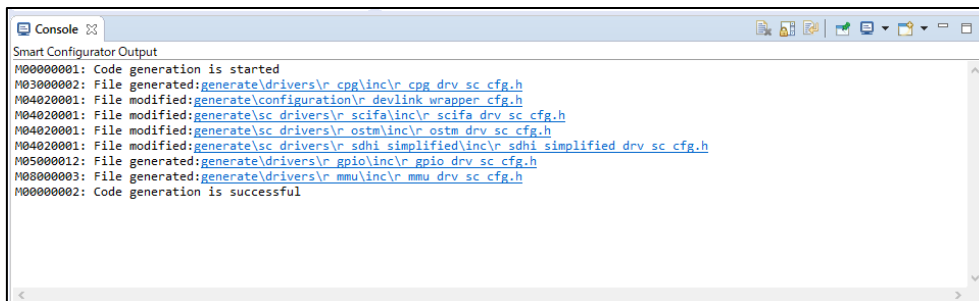 Console
Smart Configurator Output
M00000001: Code generation is started
M03000002: File generated:generate\drivers\r_cpg\inc\r_cpg_drv_sc_cfg.h
M04020001: File modified:generate\configuration\r_devlink_wrapper_cfg.h
M04020001: File modified:generate\sc_drivers\r_scifa\inc\r_scifa_drv_sc_cfg.h
M04020001: File modified:generate\sc_drivers\r_ostm\inc\r_ostm_drv_sc_cfg.h
M04020001: File modified:generate\sc_drivers\r_sdhi_simplified\inc\r_sdhi_simplified_drv_sc_cfg.h
M05000012: File generated:generate\drivers\r_gpio\inc\r_gpio_drv_sc_cfg.h
M08000003: File generated:generate\drivers\r_mmu\inc\r_mmu_drv_sc_cfg.h
M00000002: Code generation is successful